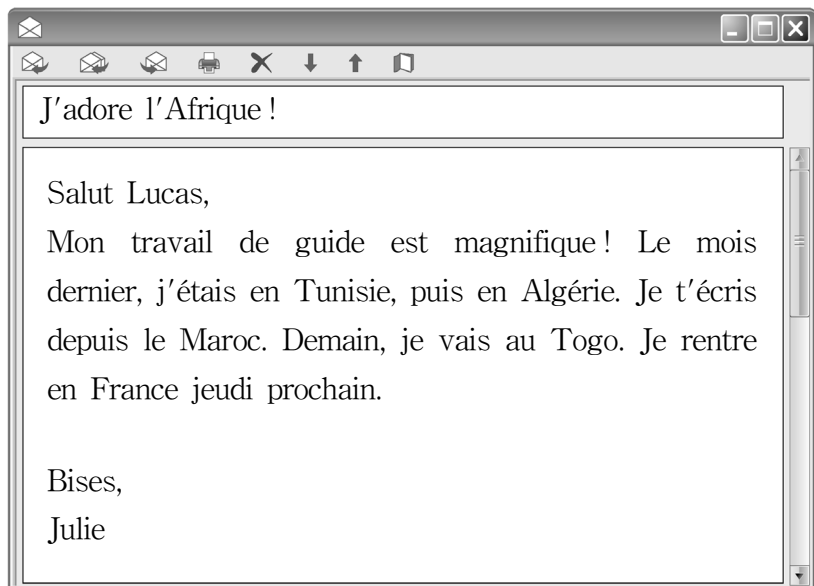 J'adore l'Afrique !
Salut Lucas,
Mon travail de guide est magnifique ! Le mois
dernier, j'étais en Tunisie, puis en Algérie. Je t'écris
depuis le Maroc. Demain, je vais au Togo. Je rentre
en France jeudi prochain.
Bises,
Julie